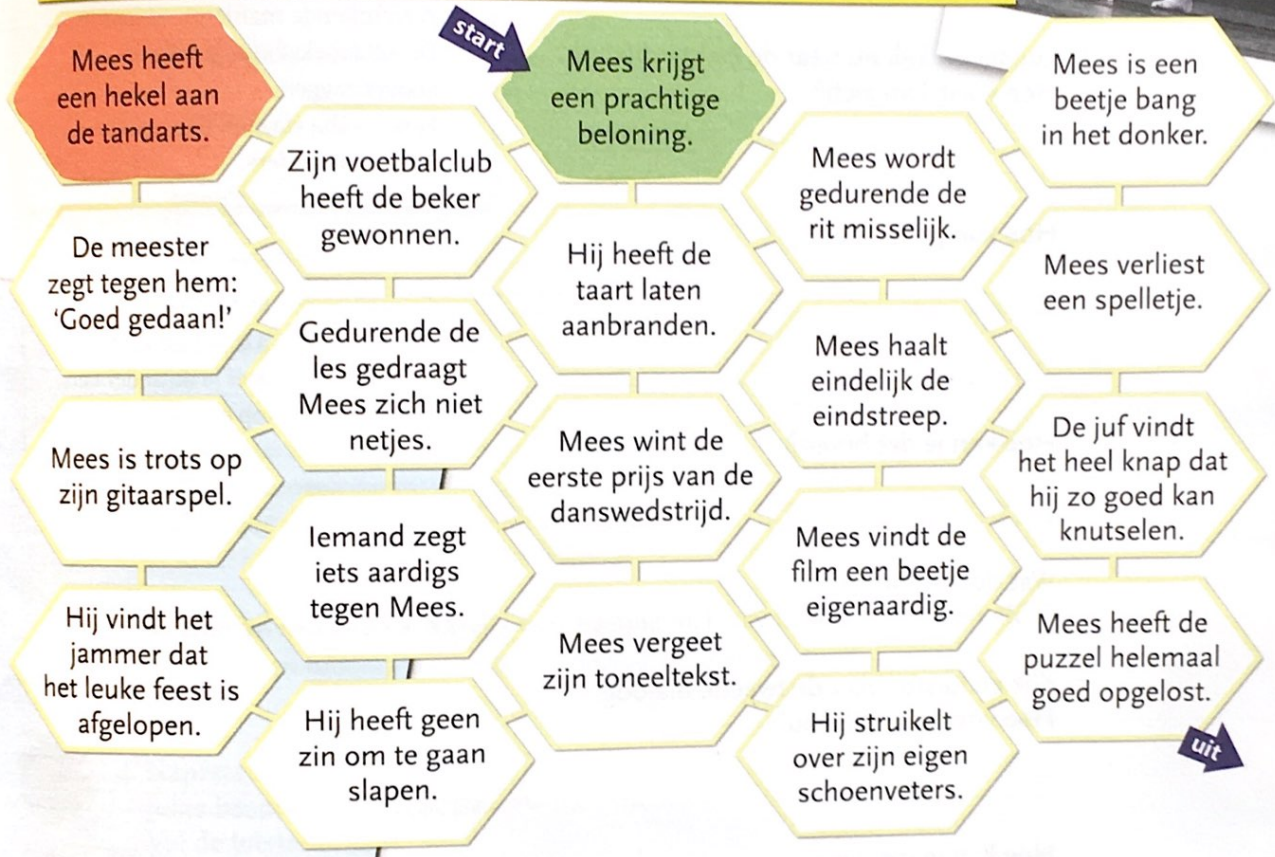 Mees heeft
een hekel aan
de tandarts.
start
Mees krijgt
een prachtige
beloning.
Mees is een
beetje bang
in het donker.
Zijn voetbalclub
heeft de beker
gewonnen.
Mees wordt
gedurende de
rit misselijk.
De meester
zegt tegen hem:
‘Goed gedaan!’
Hij heeft de
taart laten
aanbranden.
Mees verliest
een spelletje.
Gedurende de
les gedraagt
Mees zich niet
netjes.
Mees haalt
eindelijk de
eindstreep.
Mees is trots op
zijn gitaarspel.
Mees wint de
eerste prijs van de
danswedstrijd.
De juf vindt
het heel knap dat
hij zo goed kan
knutselen.
Iemand zegt
iets aardigs
tegen Mees.
Mees vindt de
film een beetje
eigenaardig.
Hij vindt het
jammer dat
het leuke feest is
afgelopen.
Mees vergeet
zijn toneeltekst.
Mees heeft de
puzzel helemaal
goed opgelost.
Hij heeft geen
zin om te gaan
slapen.
Hij struikelt
over zijn eigen
schoenveters.
uit